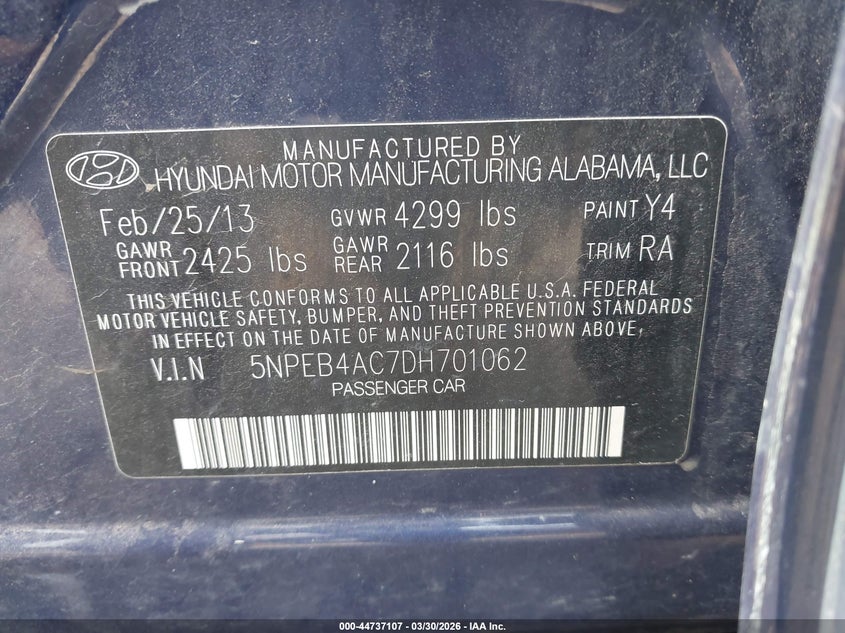 MANUFACTURED BY
HYUNDAI MOTOR MANUFACTURING ALABAMA, LLC
Feb/25/13 GVWR 4299 lbs PAINT Y4
GAWR FRONT 2425 lbs GAWR REAR 2116 lbs TRIM RA
THIS VEHICLE CONFORMS TO ALL APPLICABLE U.S.A. FEDERAL
MOTOR VEHICLE SAFETY, BUMPER, AND THEFT PREVENTION STANDARDS
IN EFFECT ON THE DATE OF MANUFACTURE SHOWN ABOVE.
V.I.N 5NPEB4AC7DH701062
PASSENGER CAR
000-44737107 - 03/30/2026 - IAA Inc.